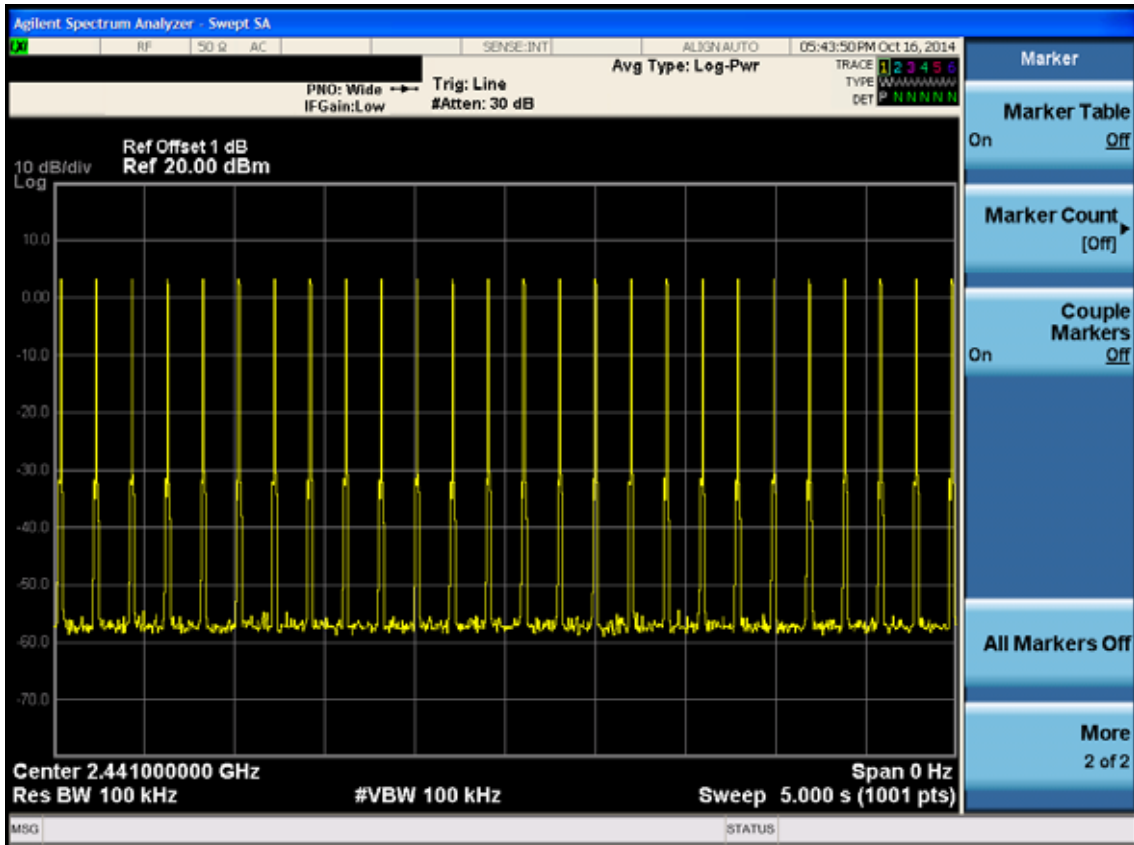 Agilent Spectrum Analyzer - Swept SA
LXI RF 50 Ω AC SENSE:INT ALIGN AUTO 05:43:50 PM Oct 16, 2014
Marker
Avg Type: Log-Pwr
TRACE 1 2 3 4 5 6
PNO: Wide
Trig: Line
TYPE
IFGain:Low
#Atten: 30 dB
DET P N N N N N
Marker Table
On Off
Ref Offset 1 dB
10 dB/div Ref 20.00 dBm
Log
Marker Count
[Off]
10.0
0.00
-10.0
-20.0
-30.0
-40.0
-50.0
-60.0
-70.0
Couple
Markers
On Off
All Markers Off
More
2 of 2
Center 2.441000000 GHz Span 0 Hz
Res BW 100 kHz #VBW 100 kHz Sweep 5.000 s (1001 pts)
MSG STATUS